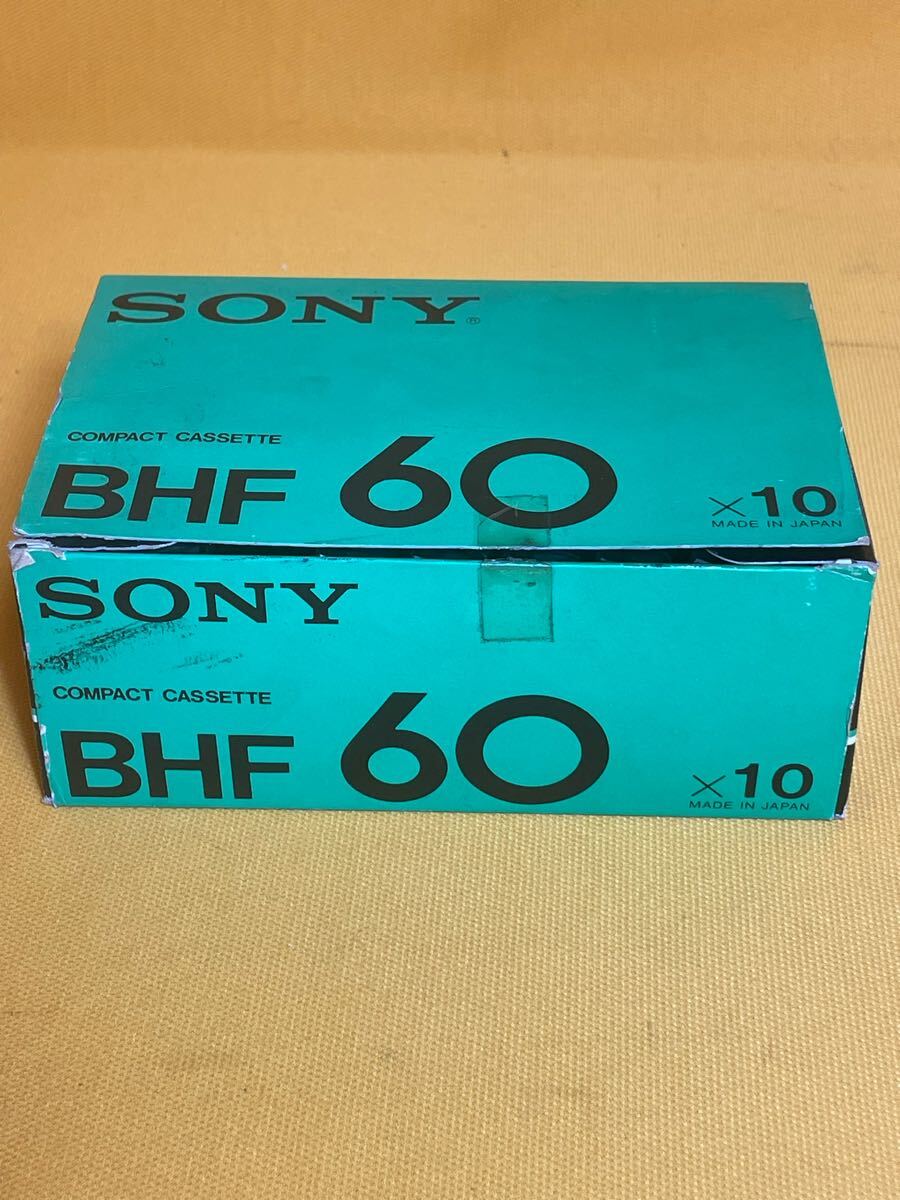 SONY®
COMPACT CASSETTE
BHF 60
×10
MADE IN JAPAN
SONY
COMPACT CASSETTE
BHF 60
×10
MADE IN JAPAN